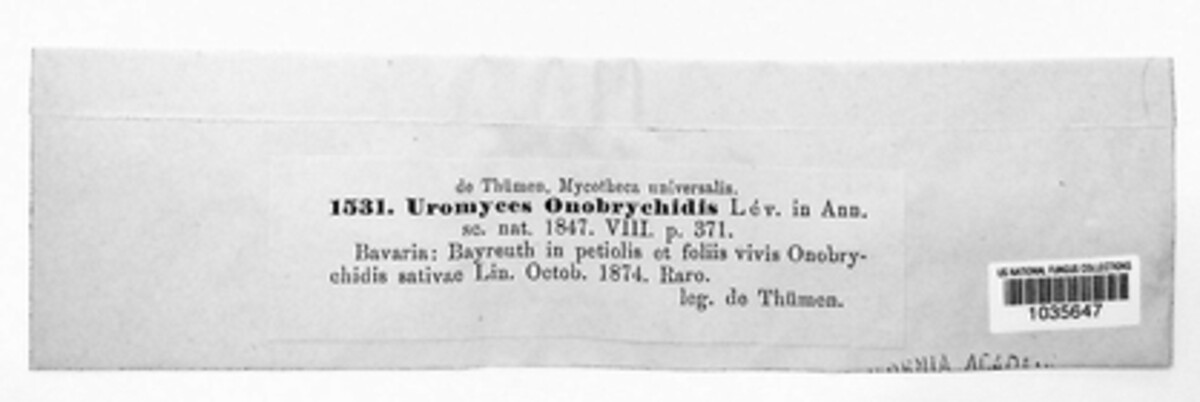 de Thümen, Mycotheca universalis.
1531. Uromyces Onobrychidis Lév. in Ann.
sc. nat. 1847. VIII. p. 371.
Bavaria: Bayreuth in petiolis et foliis vivis Onobry-
chidis sativae Lin. Octob. 1874. Raro.
leg. de Thümen.
US NATIONAL FUNGUS COLLECTIONS
1035647